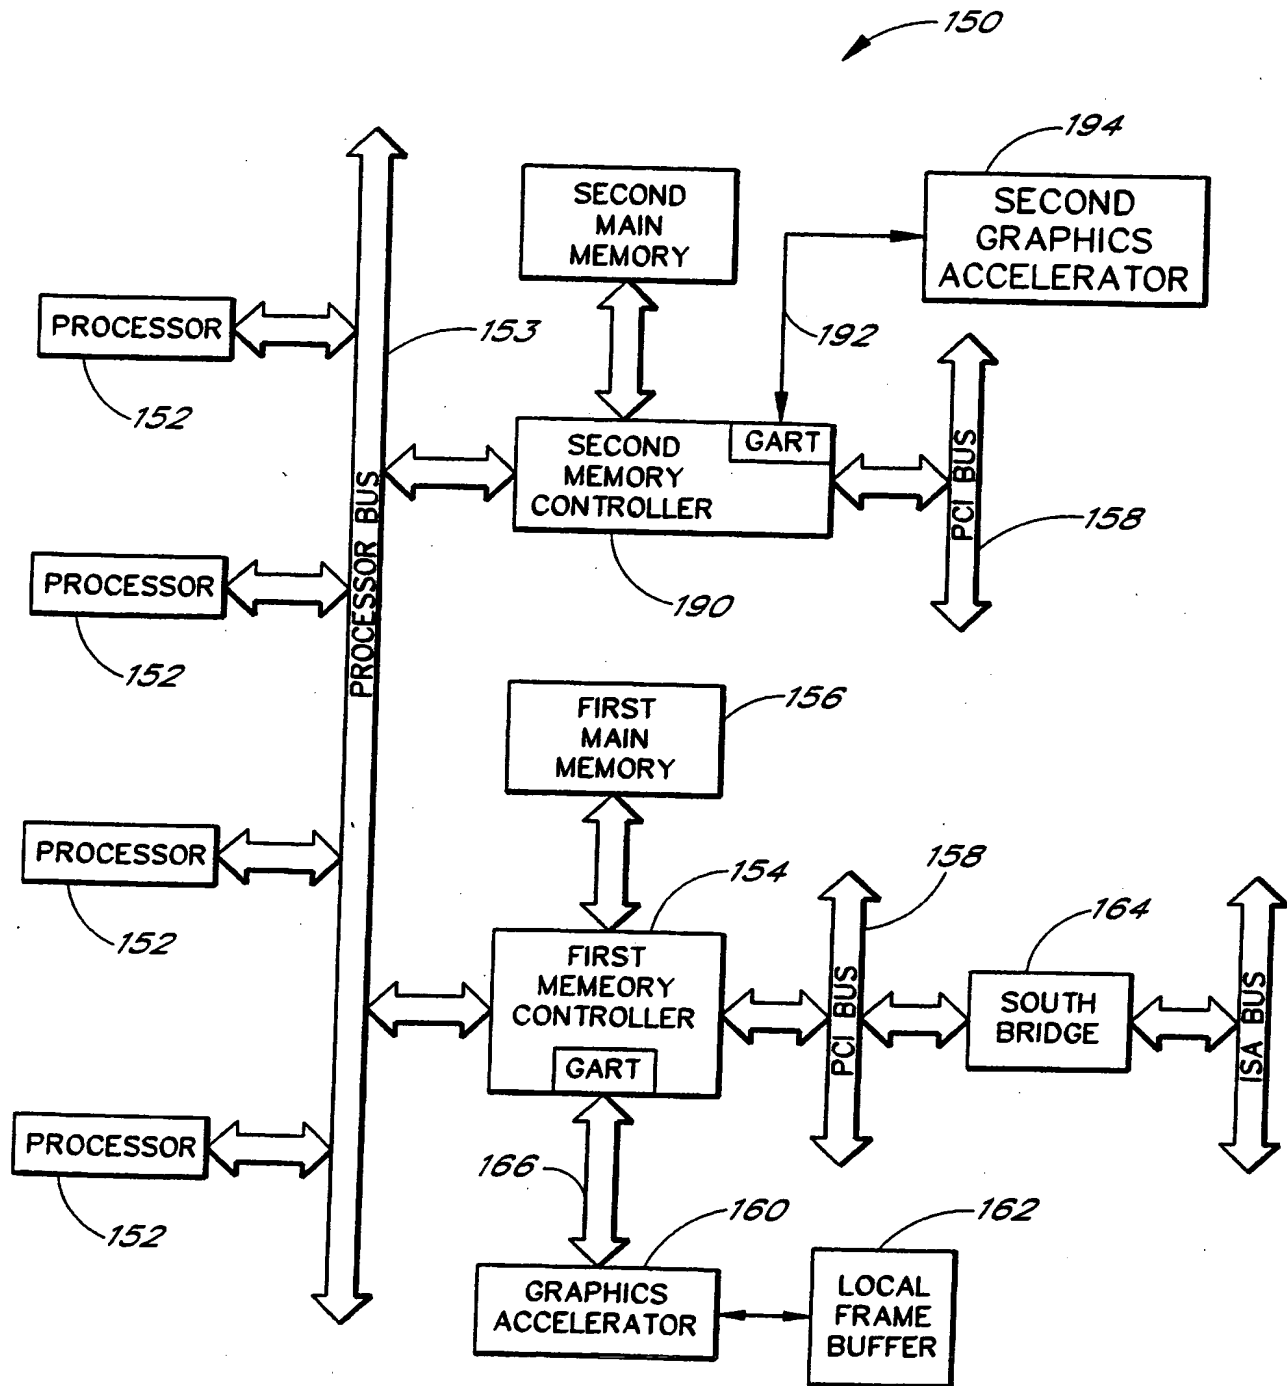 150
194
SECOND
MAIN
MEMORY
SECOND
GRAPHICS
ACCELERATOR
PROCESSOR
153
192
152
SECOND
MEMORY
CONTROLLER
GART
PCI BUS
158
PROCESSOR BUS
PROCESSOR
190
152
FIRST
MAIN
MEMORY
156
PROCESSOR
154
158
164
152
FIRST
MEMEORY
CONTROLLER
GART
PCI BUS
SOUTH
BRIDGE
ISA BUS
PROCESSOR
166
160
162
152
GRAPHICS
ACCELERATOR
LOCAL
FRAME
BUFFER